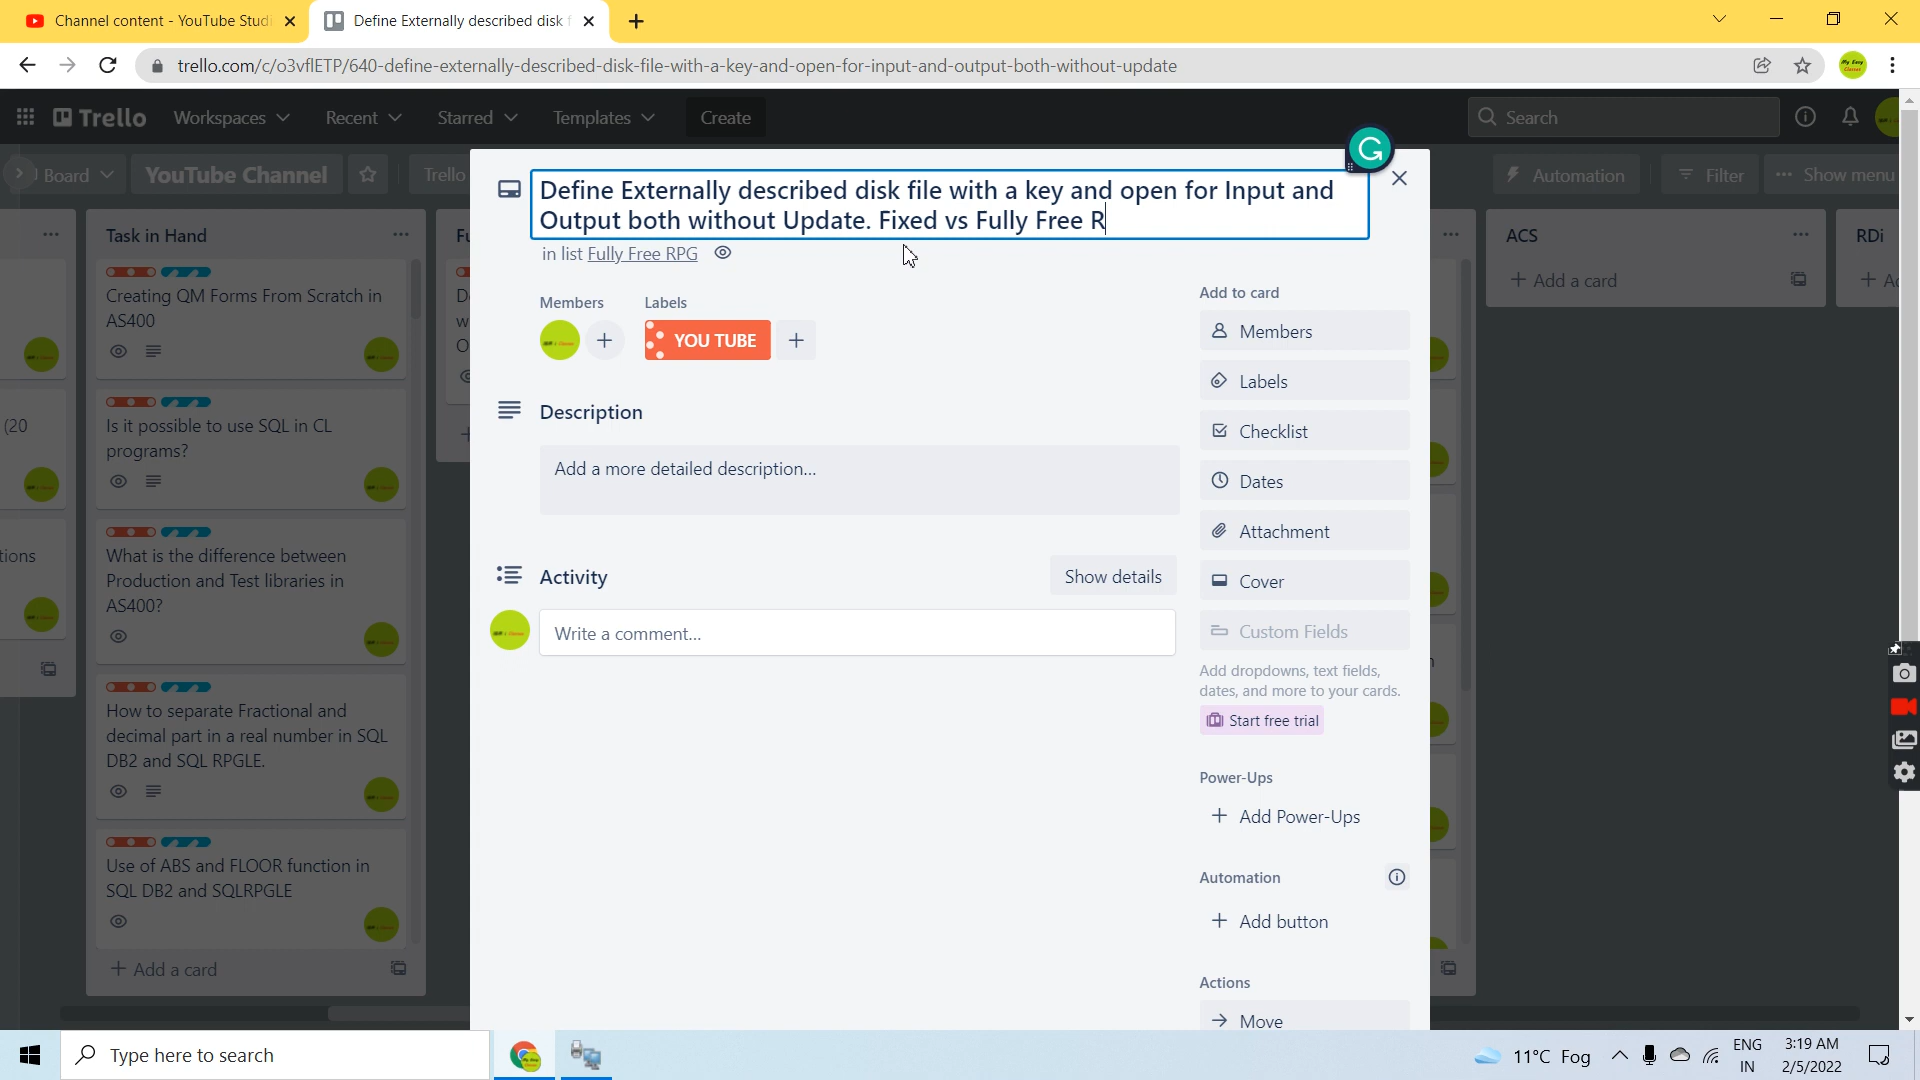 Channel content - YouTube Studi
Define Externally described disk f
trello.com/c/o3vflETP/640-define-externally-described-disk-file-with-a-key-and-open-for-input-and-output-both-without-update
Trello
Workspaces
Recent
Starred
Templates
Create
Search
Board
YouTube Channel
Trello
Automation
Filter
Show menu
Define Externally described disk file with a key and open for Input and
Output both without Update. Fixed vs Fully Free R
in list Fully Free RPG
Members
Labels
YOU TUBE
Description
Add a more detailed description...
Activity
Show details
Write a comment...
Add to card
Members
Labels
Checklist
Dates
Attachment
Cover
Custom Fields
Add dropdowns, text fields,
dates, and more to your cards.
Start free trial
Power-Ups
Add Power-Ups
Automation
Add button
Actions
Move
(20
tions
Task in Hand
Creating QM Forms From Scratch in
AS400
Is it possible to use SQL in CL
programs?
What is the difference between
Production and Test libraries in
AS400?
How to separate Fractional and
decimal part in a real number in SQL
DB2 and SQL RPGLE.
Use of ABS and FLOOR function in
SQL DB2 and SQLRPGLE
Add a card
ACS
Add a card
RDi
Type here to search
11°C Fog
ENG
IN
3:19 AM
2/5/2022